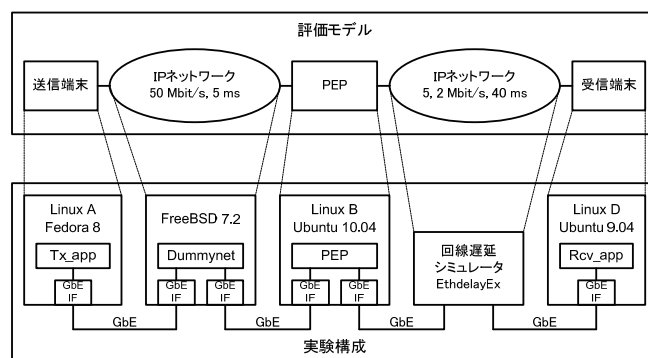 評価モデル
送信端末
IPネットワーク
50 Mbit/s, 5 ms
PEP
IPネットワーク
5, 2 Mbit/s, 40 ms
受信端末
Linux A
Fedora 8
Tx_app
GbE
IF
FreeBSD 7.2
Dummynet
GbE
IF
GbE
IF
Linux B
Ubuntu 10.04
PEP
GbE
IF
GbE
IF
回線遅延
シミュレータ
EthdelayEx
Linux D
Ubuntu 9.04
Rcv_app
GbE
IF
GbE
GbE
GbE
GbE
実験構成